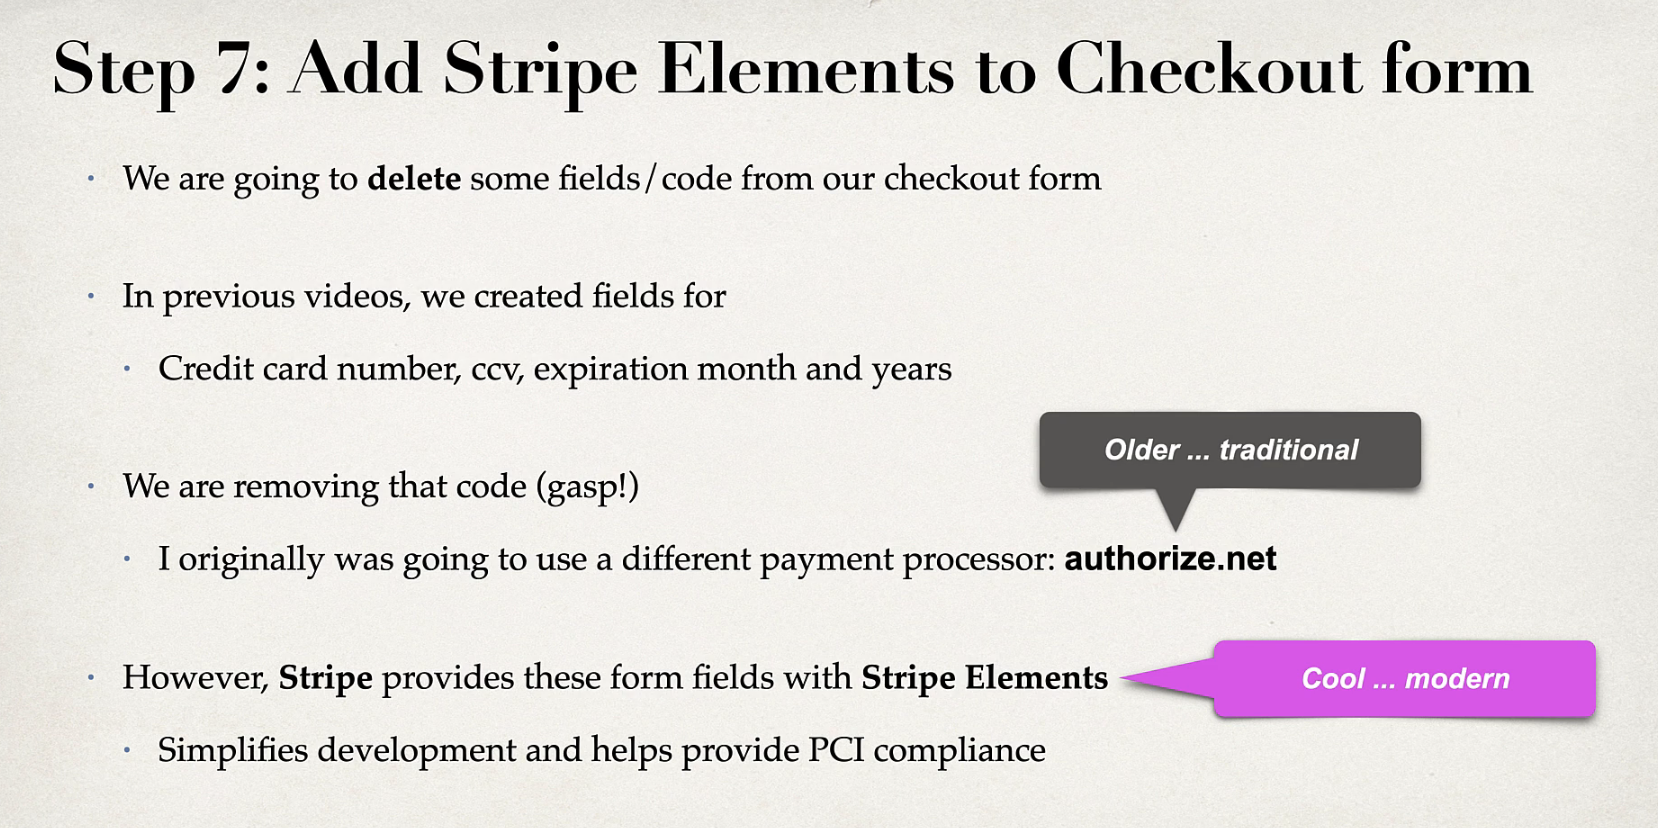 Step 7: Add Stripe Elements to Checkout form
We are going to delete some fields/code from our checkout form
In previous videos, we created fields for
Credit card number, ccv, expiration month and years
Older ... traditional
We are removing that code (gasp!)
I originally was going to use a different payment processor: authorize.net
However, Stripe provides these form fields with Stripe Elements
Cool ... modern
Simplifies development and helps provide PCI compliance